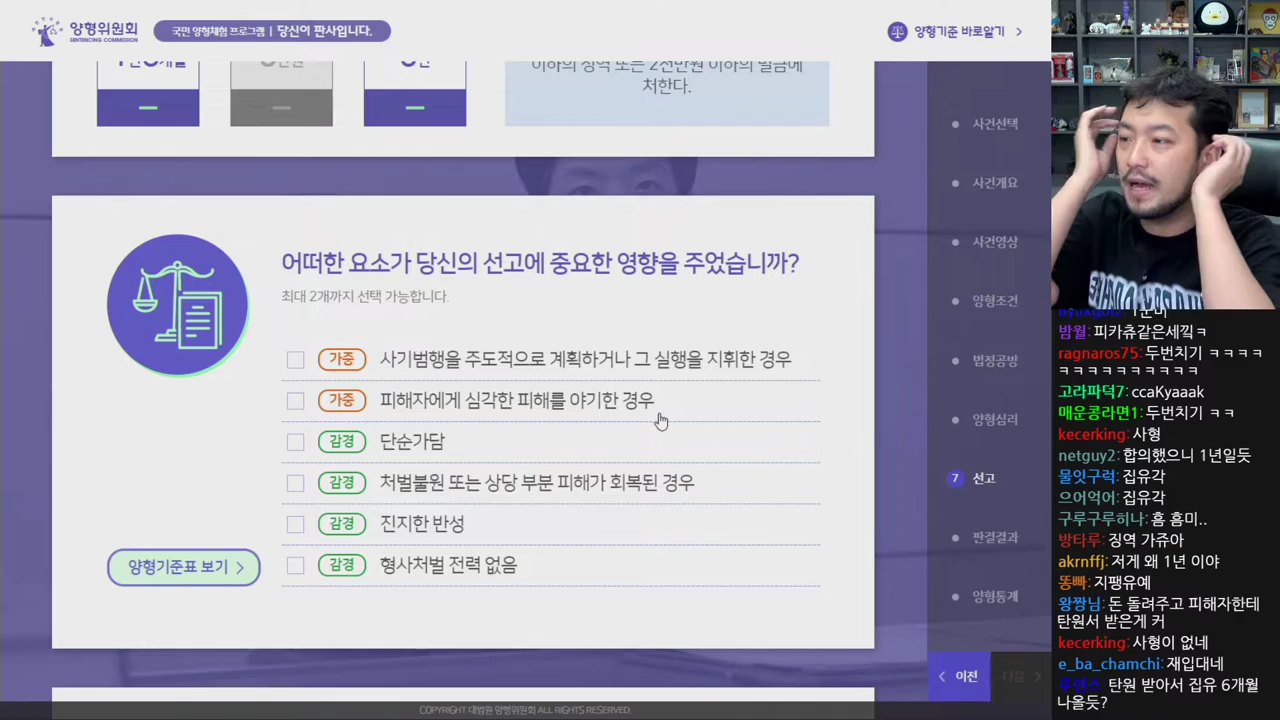 양형위원회
SENTENCING COMMISSION
국민 양형체험 프로그램 | 당신이 판사입니다.
양형기준 바로알기 >
이하의 징역 또는 2천만원 이하의 벌금에
처한다.
어떠한 요소가 당신의 선고에 중요한 영향을 주었습니까?
최대 2개까지 선택 가능합니다.
가중 사기범행을 주도적으로 계획하거나 그 실행을 지휘한 경우
가중 피해자에게 심각한 피해를 야기한 경우
감경 단순가담
감경 처벌불원 또는 상당 부분 피해가 회복된 경우
감경 진지한 반성
감경 형사처벌 전력 없음
양형기준표 보기 >
사건선택
사건개요
사건영상
양형조건
법정공방
양형심리
7 선고
판결결과
양형통계
< 이전
다음 >
COPYRIGHT 대법원 양형위원회 ALL RIGHTS RESERVED.
밤월: 피카츄같은세끸ㅋ
ragnaros75: 두번치기 ㅋㅋㅋㅋ
ㅋㅋㅋㅋㅋㅋㅋㅋㅋㅋ
고라파덕7: ccaKyaaak
매운콩라면1: 두번치기 ㅋㅋ
kecerking: 사형
netguy2: 합의했으니 1년일듯
물잇구럭: 집유각
으어억어: 집유각
구루구루히나: 흠 흠미..
방타루: 징역 가쥬아
akrnffj: 저게 왜 1년 이야
똥빠: 지팽유예
왕짱님: 돈 돌려주고 피해자한테
탄원서 받은게 커
kecerking: 사형이 없네
e_ba_chamchi: 재입대네
탄원 받아서 집유 6개월
나올듯?